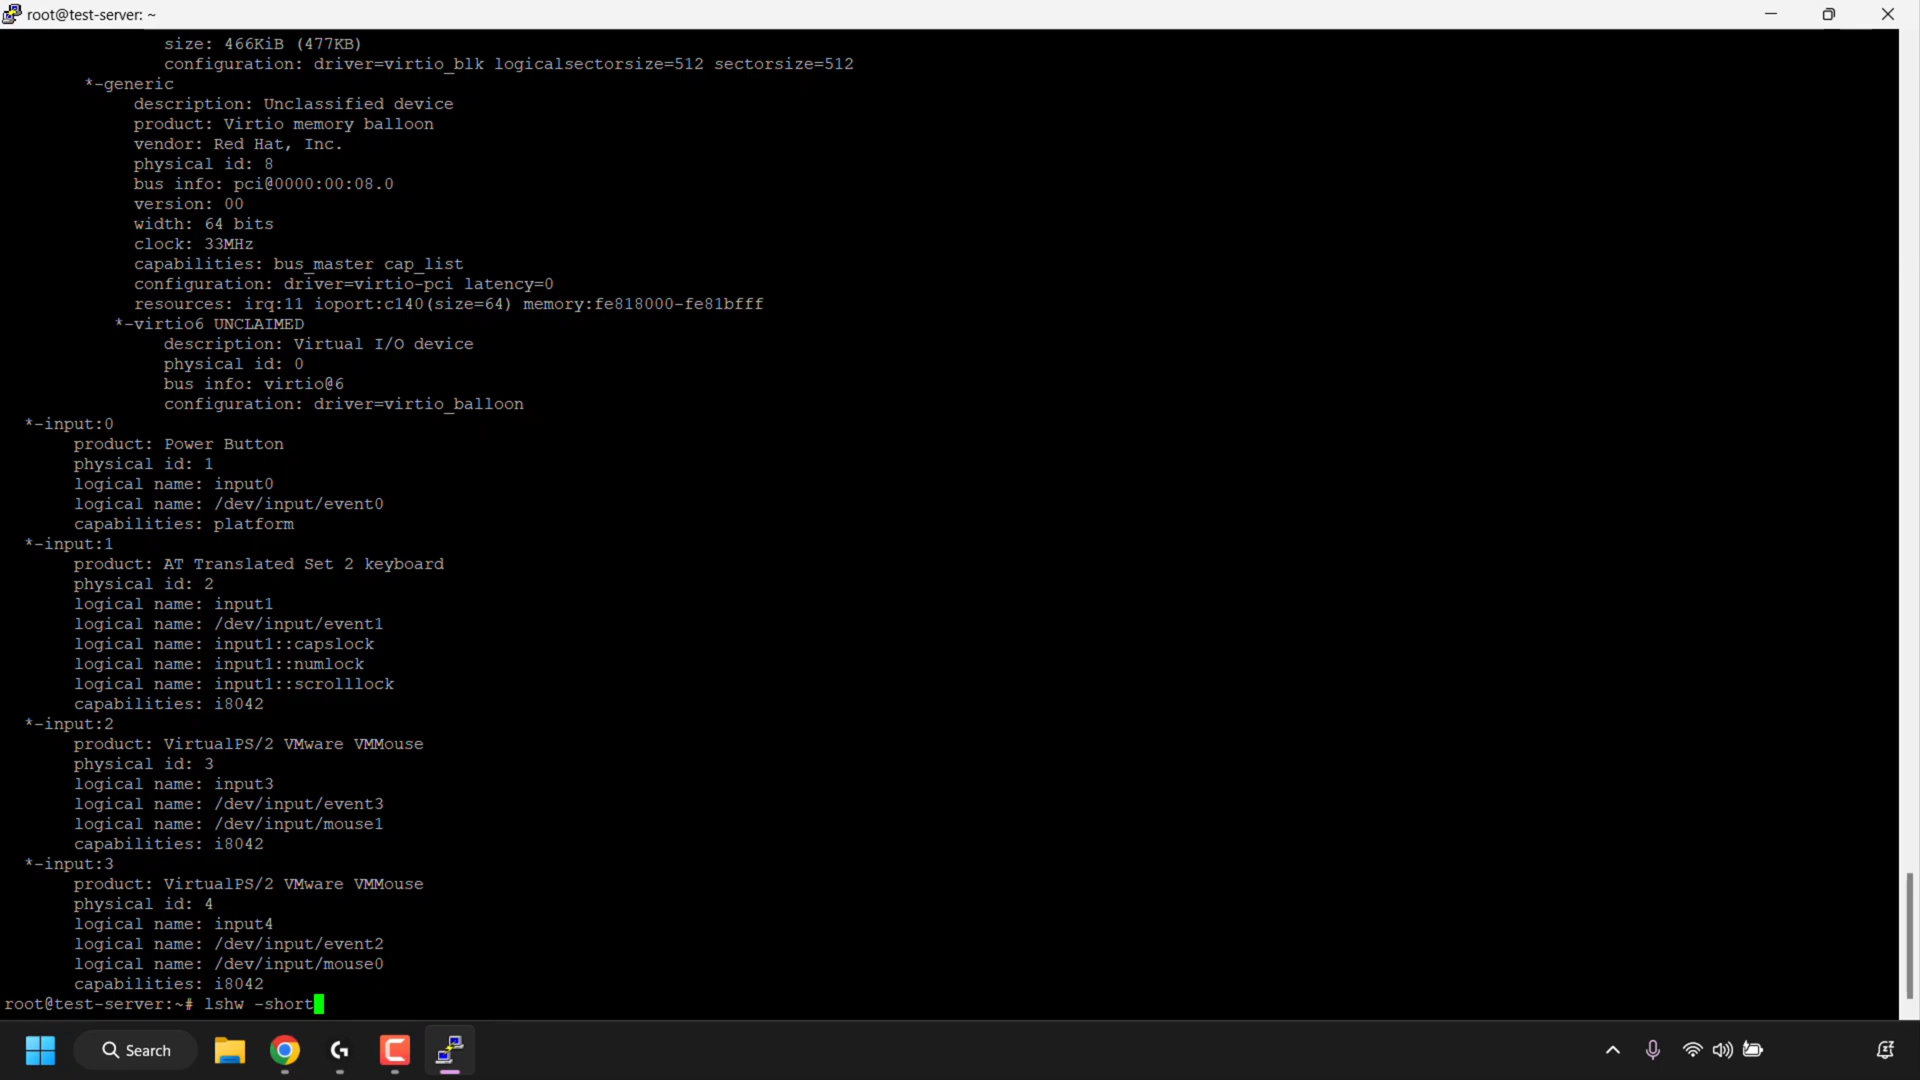 root@test-server: ~
size: 466KiB (477KB)
configuration: driver=virtio_blk logicalsectorsize=512 sectorsize=512
*-generic
description: Unclassified device
product: Virtio memory balloon
vendor: Red Hat, Inc.
physical id: 8
bus info: pci@0000:00:08.0
version: 00
width: 64 bits
clock: 33MHz
capabilities: bus_master cap_list
configuration: driver=virtio-pci latency=0
resources: irq:11 ioport:c140(size=64) memory:fe818000-fe81bfff
*-virtio6 UNCLAIMED
description: Virtual I/O device
physical id: 0
bus info: virtio@6
configuration: driver=virtio_balloon
*-input:0
product: Power Button
physical id: 1
logical name: input0
logical name: /dev/input/event0
capabilities: platform
*-input:1
product: AT Translated Set 2 keyboard
physical id: 2
logical name: input1
logical name: /dev/input/event1
logical name: input1::capslock
logical name: input1::numlock
logical name: input1::scrolllock
capabilities: i8042
*-input:2
product: VirtualPS/2 VMware VMMouse
physical id: 3
logical name: input3
logical name: /dev/input/event3
logical name: /dev/input/mouse1
capabilities: i8042
*-input:3
product: VirtualPS/2 VMware VMMouse
physical id: 4
logical name: input4
logical name: /dev/input/event2
logical name: /dev/input/mouse0
capabilities: i8042
root@test-server:~# lshw -short
Search